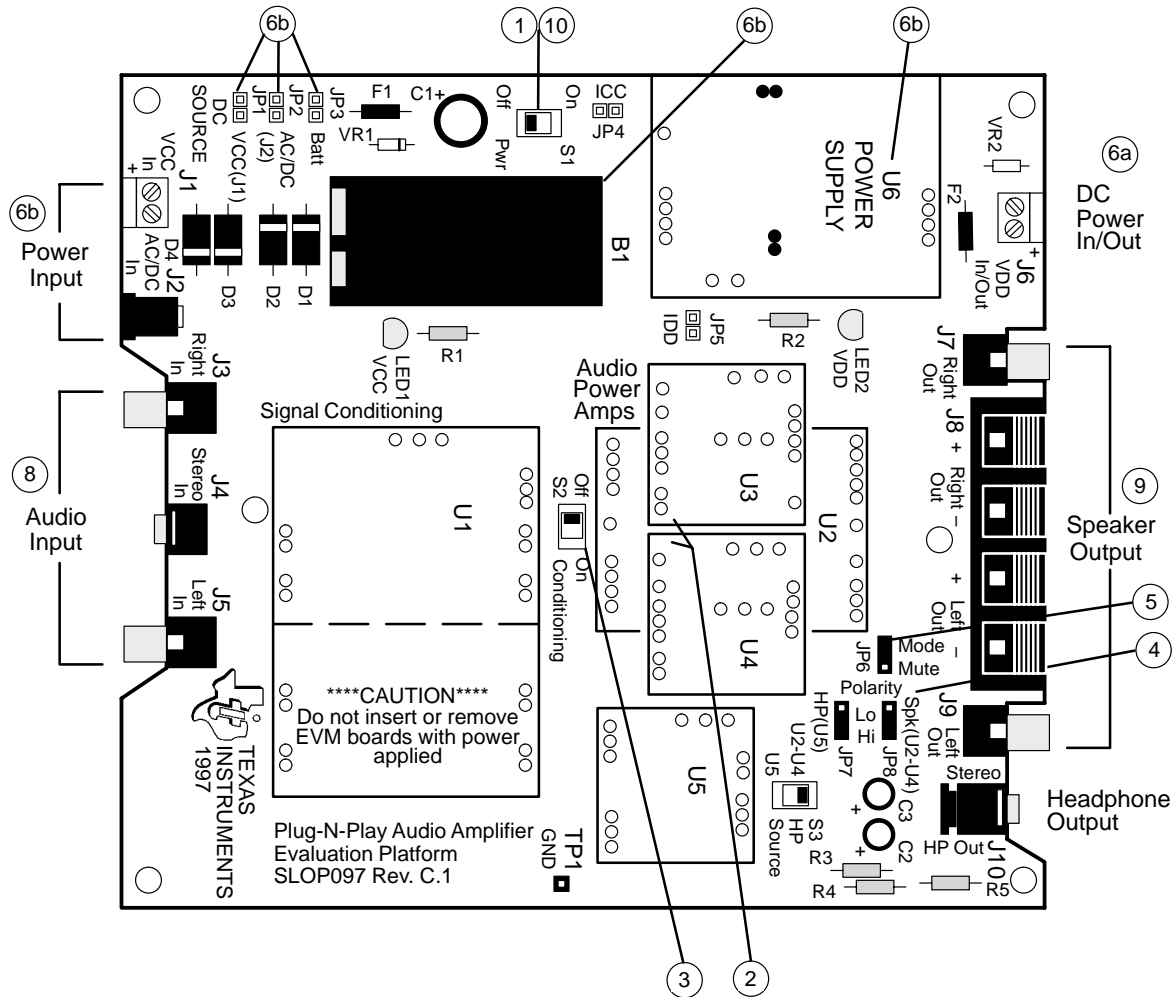 6b
1
10
6b
6b
DC
SOURCE
JP1
VCC(J1)
JP2
AC/DC
(J2)
JP3
Batt
F1
VR1
C1+
Off
On
Pwr
S1
ICC
JP4
U6
POWER
SUPPLY
VR2
F2
6a
DC
Power
In/Out
J6
VDD
In/Out
+
6b
Power
Input
J1
VCC
In
+
D4
AC/DC
In
J2
D3
D2
D1
B1
LED1
VCC
R1
JP5
IDD
R2
LED2
VDD
J3
Right
In
J7
Right
Out
Audio
Power
Amps
Signal Conditioning
8
Audio
Input
J4
Stereo
In
J5
Left
In
U1
Off
S2
On
Conditioning
U3
U2
U4
J8
+
Right
Out
−
+
Left
Out
−
9
Speaker
Output
5
4
JP6
Mode
Mute
Polarity
HP(U5)
Lo
Hi
JP7
JP8
Spk(U2-U4)
J9
Left
Out
****CAUTION****
Do not insert or remove
EVM boards with power
applied
TEXAS
INSTRUMENTS
1997
U5
U2-U4
U5
S3
HP
Source
+
C3
C2
+
Stereo
HP Out
J10
Headphone
Output
R3
R4
R5
Plug-N-Play Audio Amplifier
Evaluation Platform
SLOP097 Rev. C.1
TP1
GND
3
2